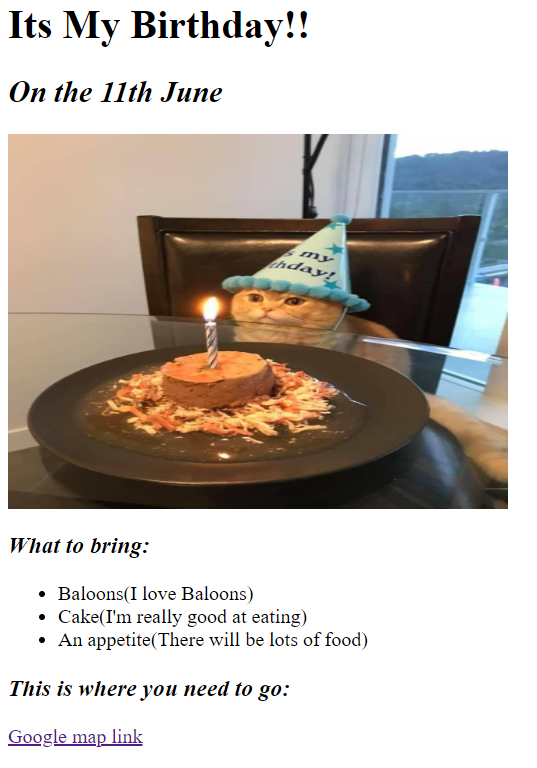 Its My Birthday!!
On the 11th June
s my
thday!
What to bring:
Baloons(I love Baloons)
Cake(I'm really good at eating)
An appetite(There will be lots of food)
This is where you need to go:
Google map link